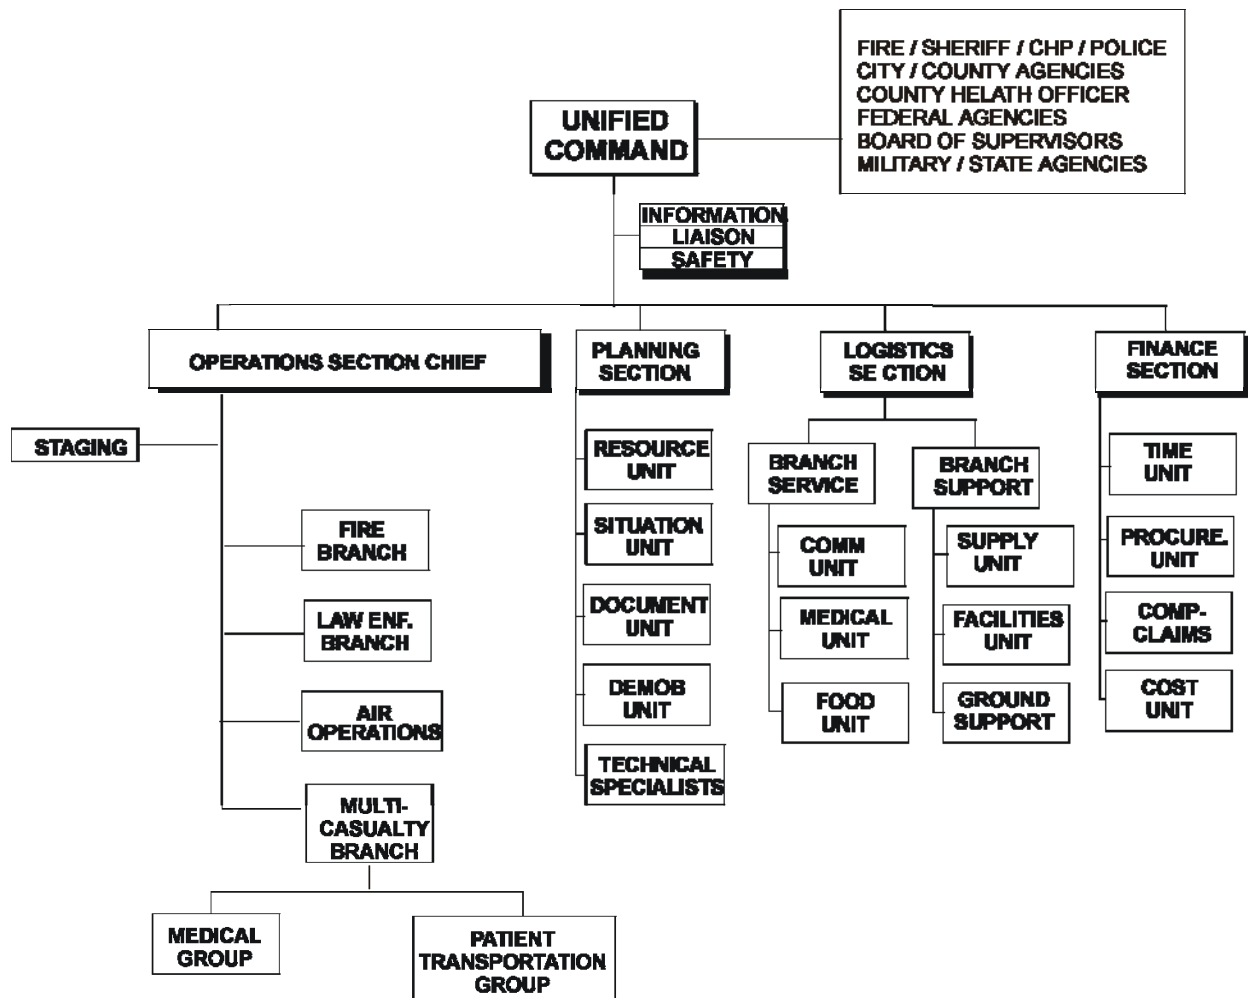 FIRE / SHERIFF / CHP / POLICE
CITY / COUNTY AGENCIES
COUNTY HELATH OFFICER
FEDERAL AGENCIES
BOARD OF SUPERVISORS
MILITARY / STATE AGENCIES
UNIFIED
COMMAND
INFORMATION
LIAISON
SAFETY
OPERATIONS SECTION CHIEF
PLANNING
SECTION
LOGISTICS
SE CTION
FINANCE
SECTION
STAGING
FIRE
BRANCH
LAW ENF.
BRANCH
AIR
OPERATIONS
MULTI-
CASUALTY
BRANCH
MEDICAL
GROUP
PATIENT
TRANSPORTATION
GROUP
RESOURCE
UNIT
SITUATION
UNIT
DOCUMENT
UNIT
DEMOB
UNIT
TECHNICAL
SPECIALISTS
BRANCH
SERVICE
COMM
UNIT
MEDICAL
UNIT
FOOD
UNIT
BRANCH
SUPPORT
SUPPLY
UNIT
FACILITIES
UNIT
GROUND
SUPPORT
TIME
UNIT
PROCURE.
UNIT
COMP-
CLAIMS
COST
UNIT